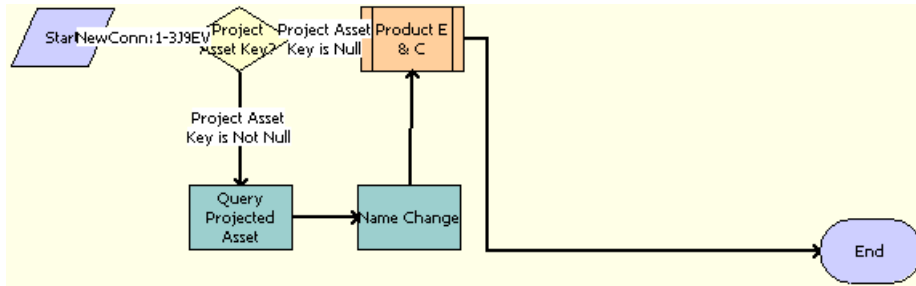 Start
NewConn:1-3J9EV
Project
Asset Key?
Project Asset
Key is Null
Product E
& C
Project Asset
Key is Not Null
Query
Projected
Asset
Name Change
End